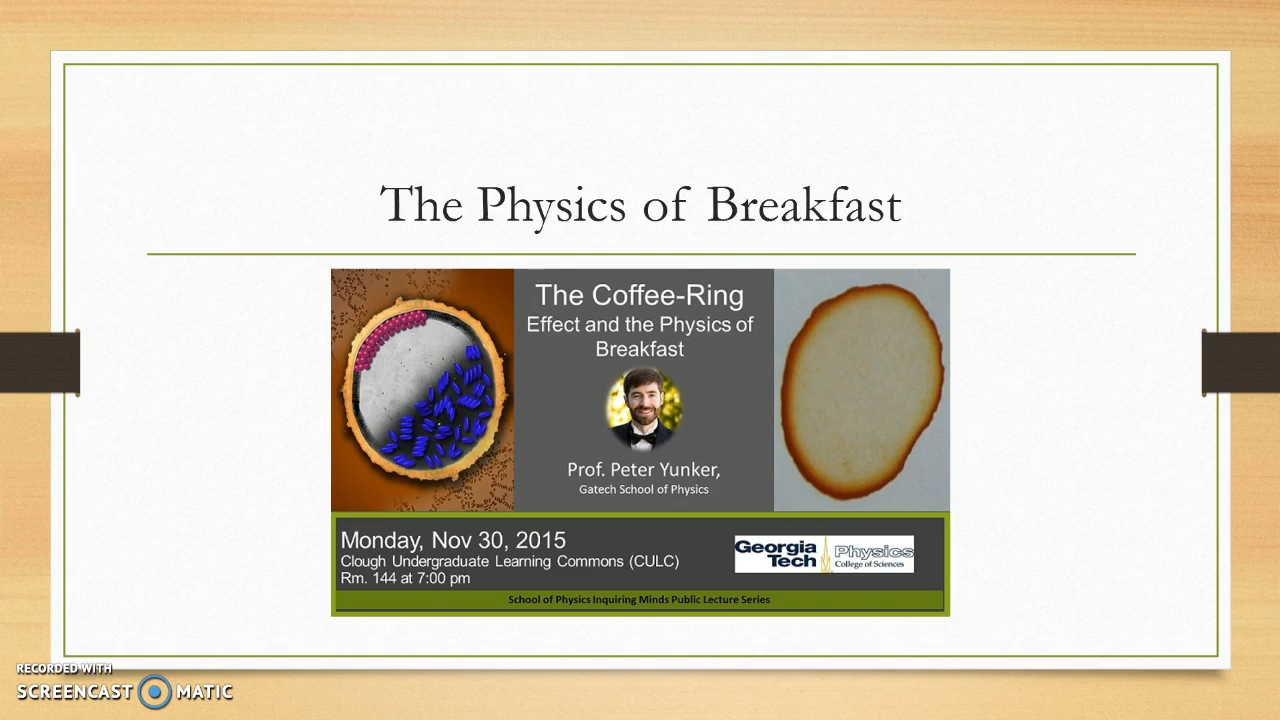 The Physics of Breakfast
The Coffee-Ring
Effect and the Physics of
Breakfast
Prof. Peter Yunker,
Gatech School of Physics
Monday, Nov 30, 2015
Clough Undergraduate Learning Commons (CULC)
Rm. 144 at 7:00 pm
Georgia
Tech
Physics
College of Sciences
School of Physics Inquiring Minds Public Lecture Series
RECORDED WITH
SCREENCAST MATIC